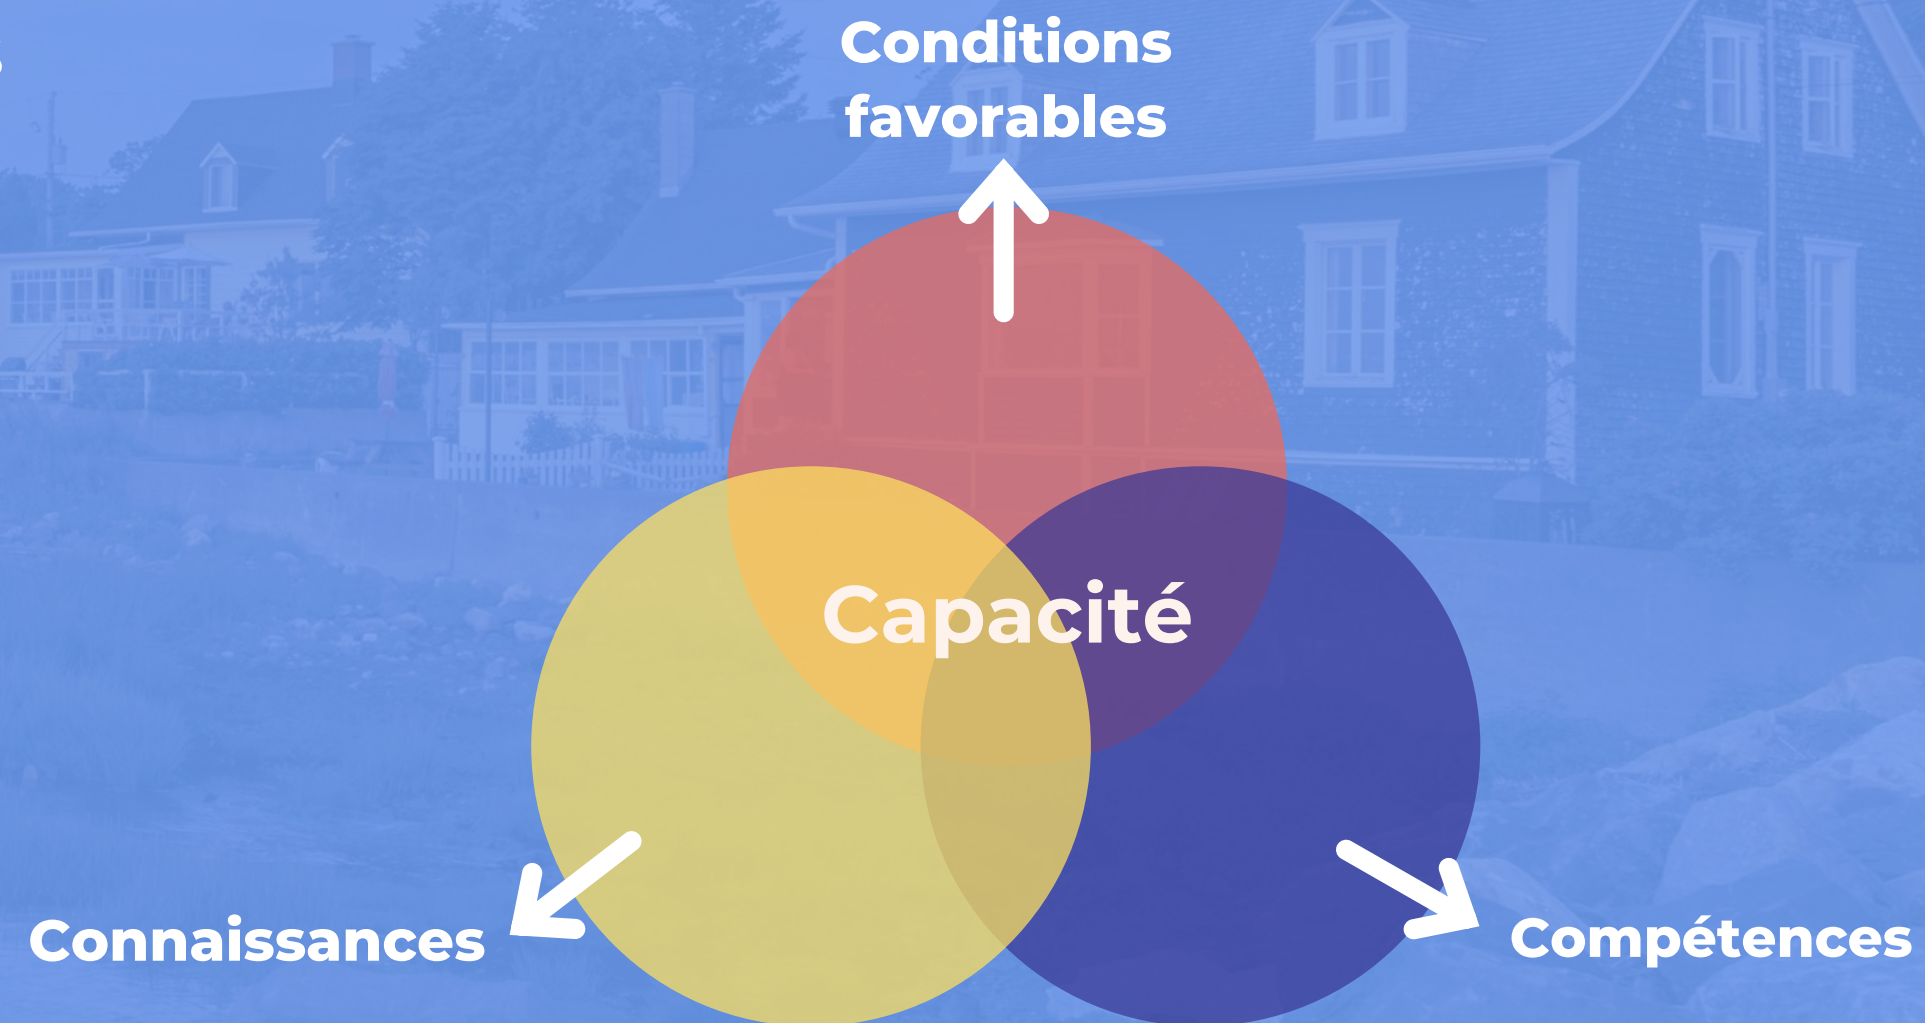 Conditions
favorables
Capacité
Connaissances
Compétences